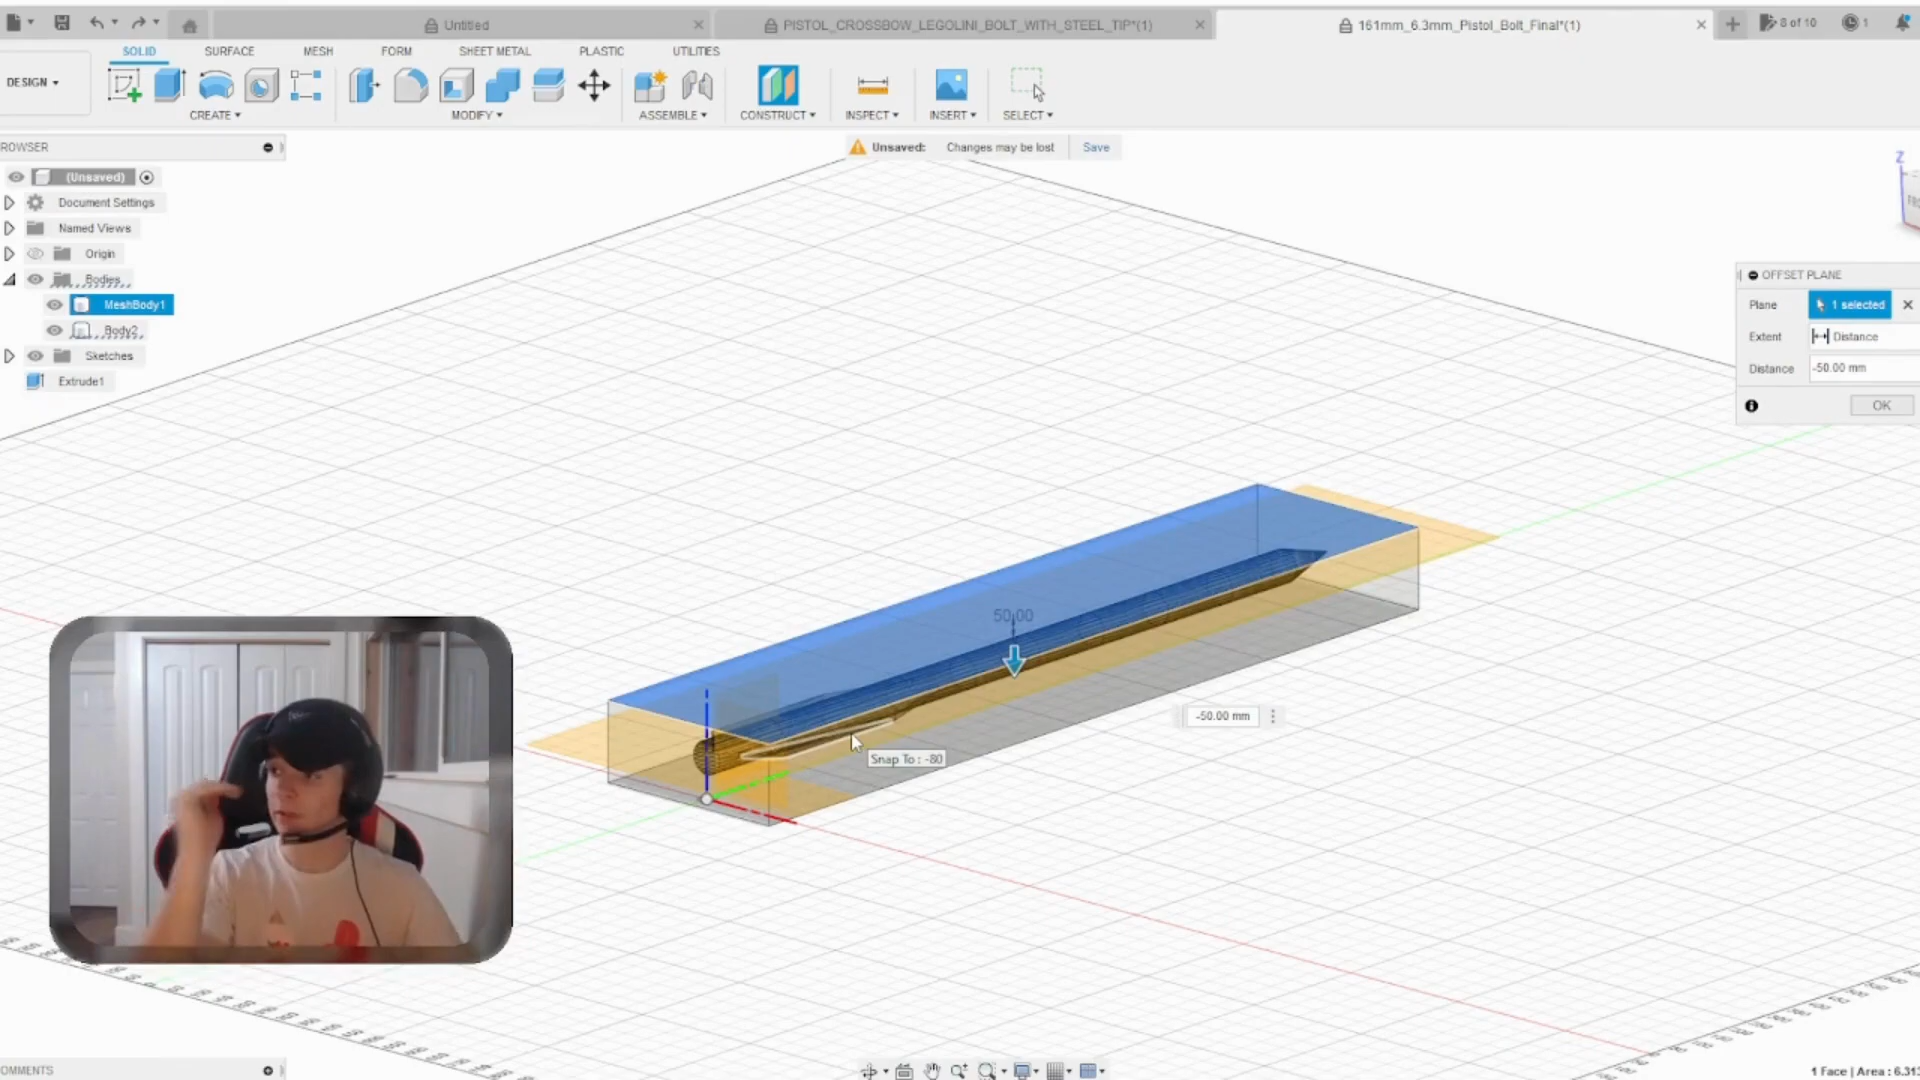 Untitled
PISTOL_CROSSBOW_LEGOLINI_BOLT_WITH_STEEL_TIP*(1)
161mm_6.3mm_Pistol_Bolt_Final*(1)
8 of 10
1
SOLID
SURFACE
MESH
FORM
SHEET METAL
PLASTIC
UTILITIES
DESIGN
CREATE
MODIFY
ASSEMBLE
CONSTRUCT
INSPECT
INSERT
SELECT
ROWSER
Unsaved: Changes may be lost Save
(Unsaved)
Document Settings
Named Views
Origin
Bodies
MeshBody1
Body2
Sketches
Extrude1
Z
OFFSET PLANE
Plane 1 selected
Extent Distance
Distance -50.00 mm
OK
50.00
-50.00 mm
Snap To : -80
OMMENTS
1 Face | Area : 6.313